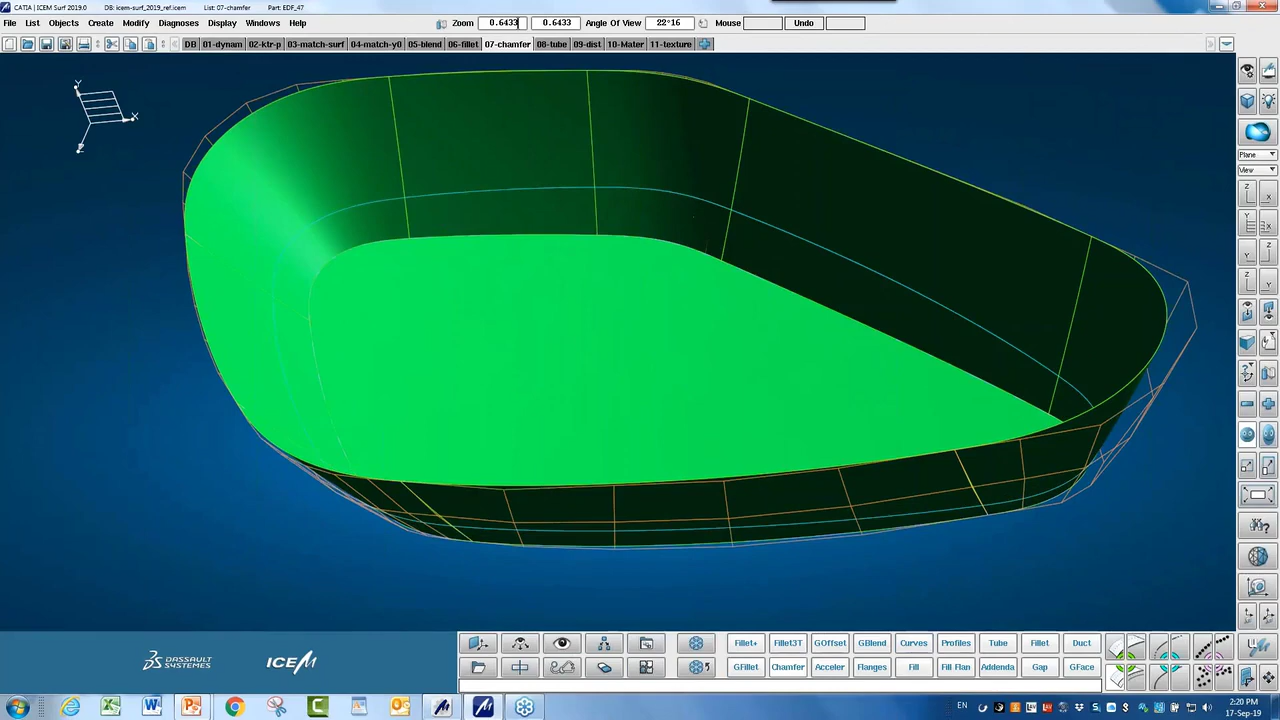 CATIA | ICEM Surf 2019.0 DB: icem-surf_2019_ref.icem List: 07-chamfer Part: EDF_47
File List Objects Create Modify Diagnoses Display Windows Help Zoom 0.6433 0.6433 Angle Of View 22°16 Mouse Undo
DB 01-dynam 02-ktr-p 03-match-surf 04-match-y0 05-blend 06-fillet 07-chamfer 08-tube 09-dist 10-Mater 11-texture
Y
X
Z
Plane
View
Z X
Y X
Y Z
Z Y
Fillet+ Fillet3T GOffset GBlend Curves Profiles Tube Fillet Duct
GFillet Chamfer Acceler Flanges Fill Fill Flan Addenda Gap GFace
DASSAULT SYSTEMES ICEM
EN 2:20 PM
17-Sep-19